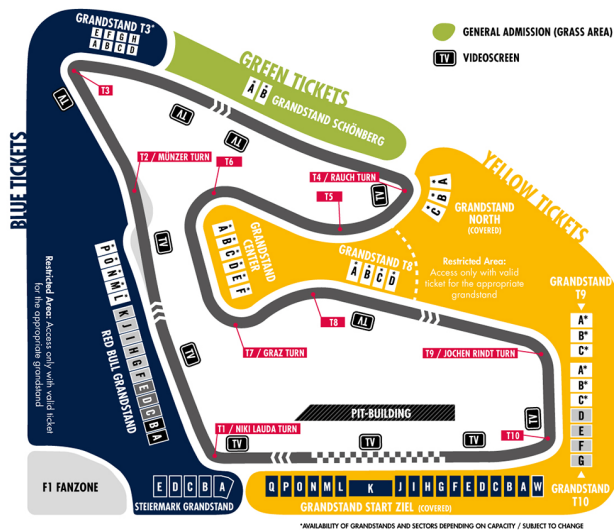 GRANDSTAND T3*
E F G H
A B C D
GENERAL ADMISSION (GRASS AREA)
TV VIDEOSCREEN
GREEN TICKETS
A B GRANDSTAND SCHÖNBERG
T3
TV
TV
TV
BLUE TICKETS
T2 / MÜNZER TURN
T6
T4 / RAUCH TURN
TV
T5
YELLOW TICKETS
C B A
GRANDSTAND
NORTH
(COVERED)
GRANDSTAND
CENTER
A B C D E F
GRANDSTAND T8
A B C D
Restricted Area:
Access only with valid
ticket for the appropriate
grandstand
TV
Restricted Area: Access only with valid ticket
for the appropriate grandstand
P O N M L K J I H G F E D C B A
RED BULL GRANDSTAND
T8
TV
T7 / GRAZ TURN
T9 / JOCHEN RINDT TURN
TV
GRANDSTAND
T9
A*
B*
C*
A*
B*
C*
D
E
F
G
GRANDSTAND
T10
PIT-BUILDING
T1 / NIKI LAUDA TURN
T10
TV
TV
TV
TV
F1 FANZONE
E D C B A
STEIERMARK GRANDSTAND
Q P O N M L K J I H G F E D C B A W
GRANDSTAND START ZIEL (COVERED)
*AVAILABILITY OF GRANDSTANDS AND SECTORS DEPENDING ON CAPACITY / SUBJECT TO CHANGE